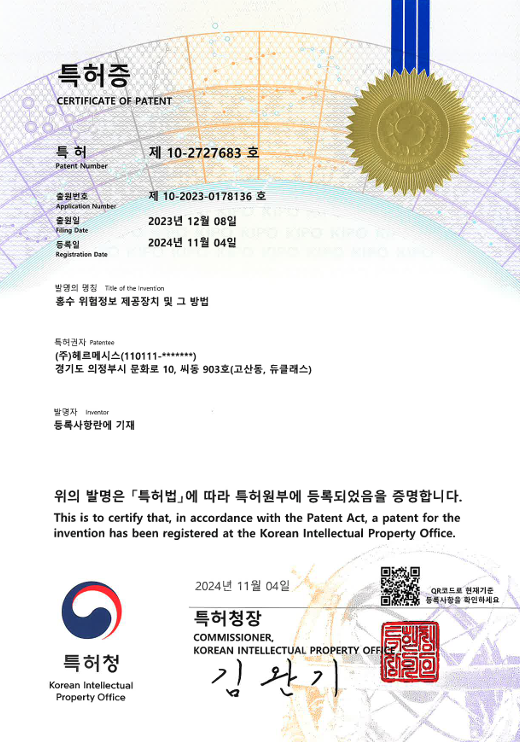 특허증
CERTIFICATE OF PATENT
특 허 제 10-2727683 호
Patent Number
출원번호 제 10-2023-0178136 호
Application Number
출원일 2023년 12월 08일
Filing Date
등록일 2024년 11월 04일
Registration Date
발명의 명칭 Title of the Invention
홍수 위험정보 제공장치 및 그 방법
특허권자 Patentee
(주)헤르메시스(110111-*******)
경기도 의정부시 문화로 10, 씨동 903호(고산동, 듀클래스)
발명자 Inventor
등록사항란에 기재
위의 발명은 「특허법」에 따라 특허원부에 등록되었음을 증명합니다.
This is to certify that, in accordance with the Patent Act, a patent for the
invention has been registered at the Korean Intellectual Property Office.
2024년 11월 04일
QR코드로 현재기준
등록사항을 확인하세요
특허청장
COMMISSIONER,
KOREAN INTELLECTUAL PROPERTY OFFICE
김완기
특허청
Korean Intellectual
Property Office